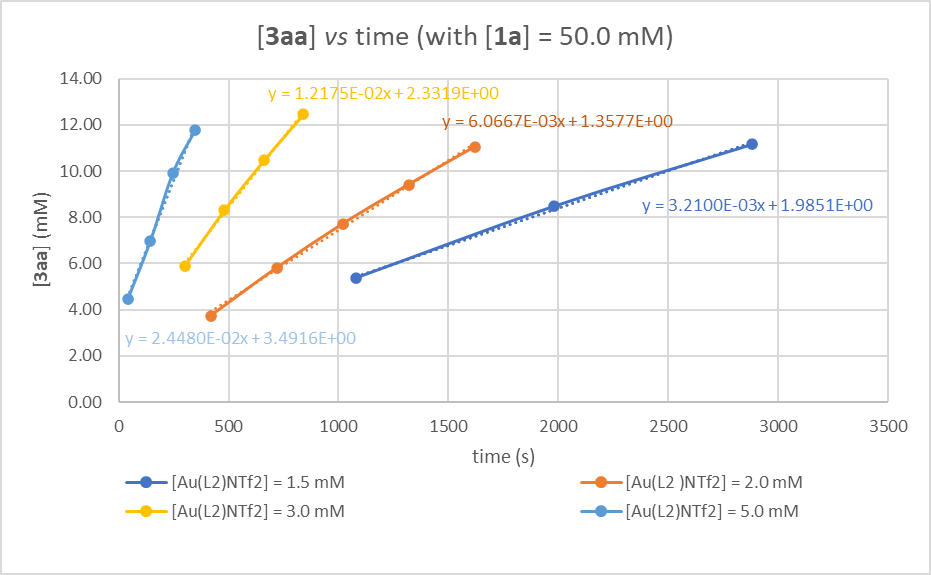 [3aa] vs time (with [1a] = 50.0 mM)
14.00
12.00
10.00
8.00
6.00
4.00
2.00
0.00
[3aa] (mM)
y = 1.2175E-02x + 2.3319E+00
y = 6.0667E-03x + 1.3577E+00
y = 3.2100E-03x + 1.9851E+00
y = 2.4480E-02x + 3.4916E+00
0 500 1000 1500 2000 2500 3000 3500
time (s)
[Au(L2)NTf2] = 1.5 mM
[Au(L2 )NTf2] = 2.0 mM
[Au(L2)NTf2] = 3.0 mM
[Au(L2)NTf2] = 5.0 mM